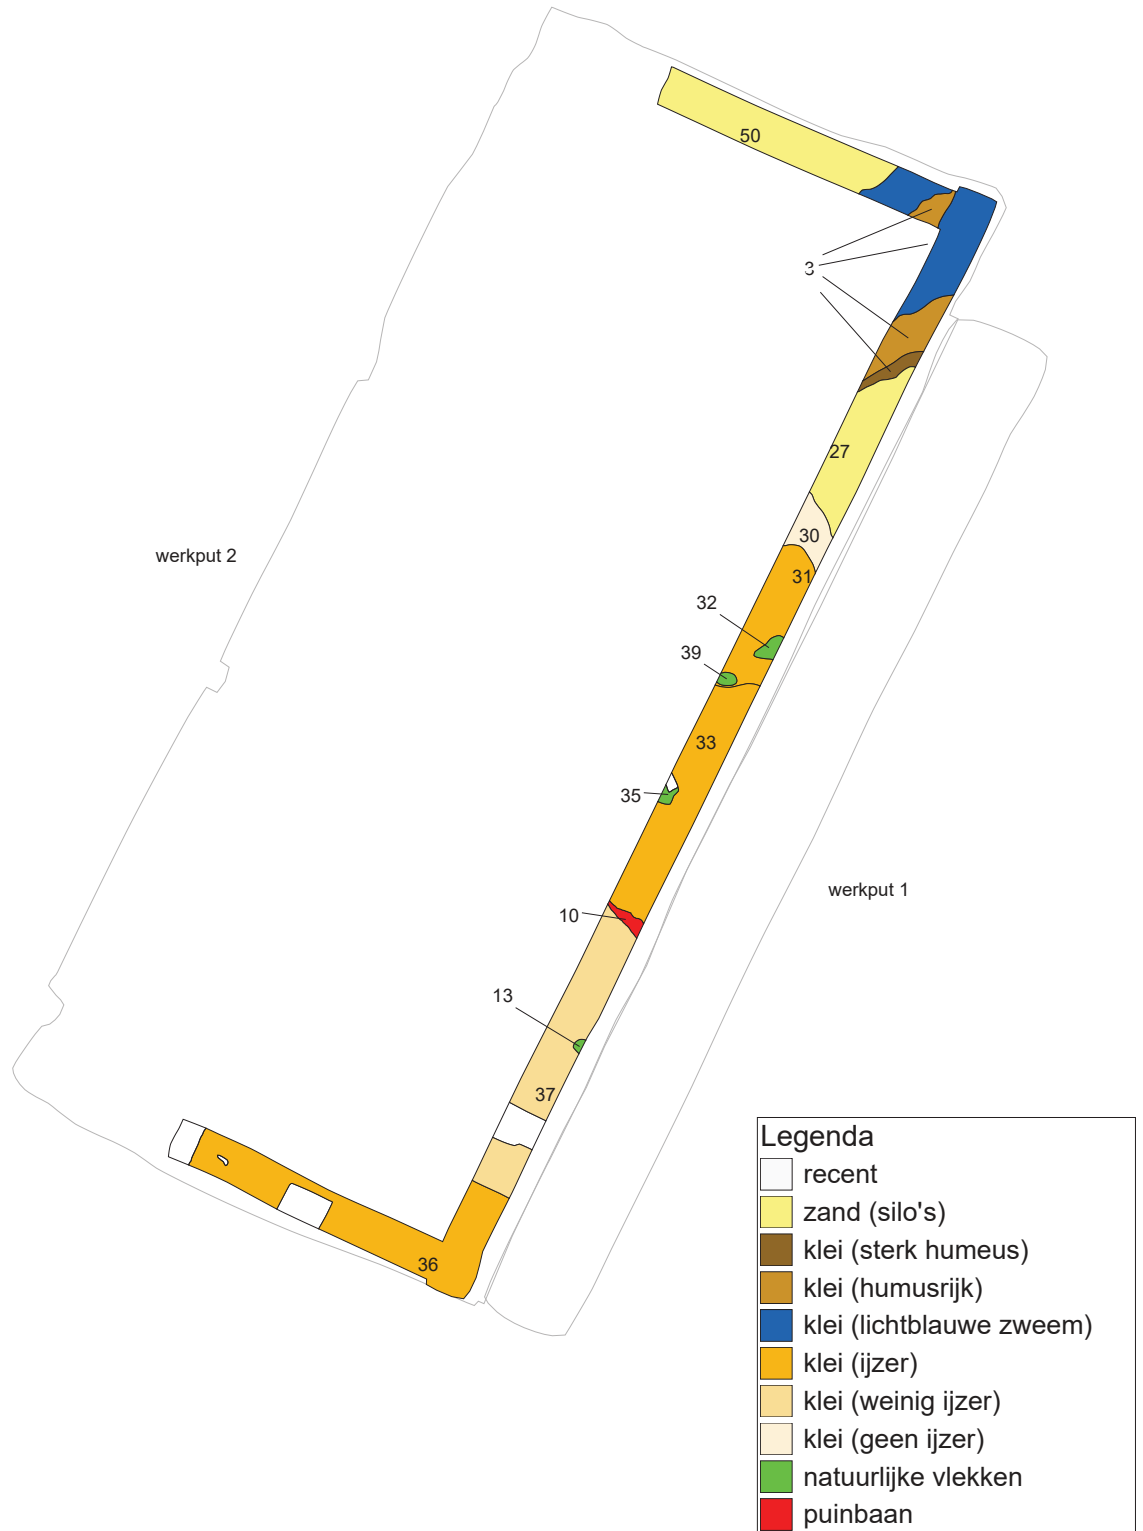 50
3
27
werkput 2
30
31
32
39
33
35
werkput 1
10
13
37
36
Legenda
recent
zand (silo's)
klei (sterk humeus)
klei (humusrijk)
klei (lichtblauwe zweem)
klei (ijzer)
klei (weinig ijzer)
klei (geen ijzer)
natuurlijke vlekken
puinbaan